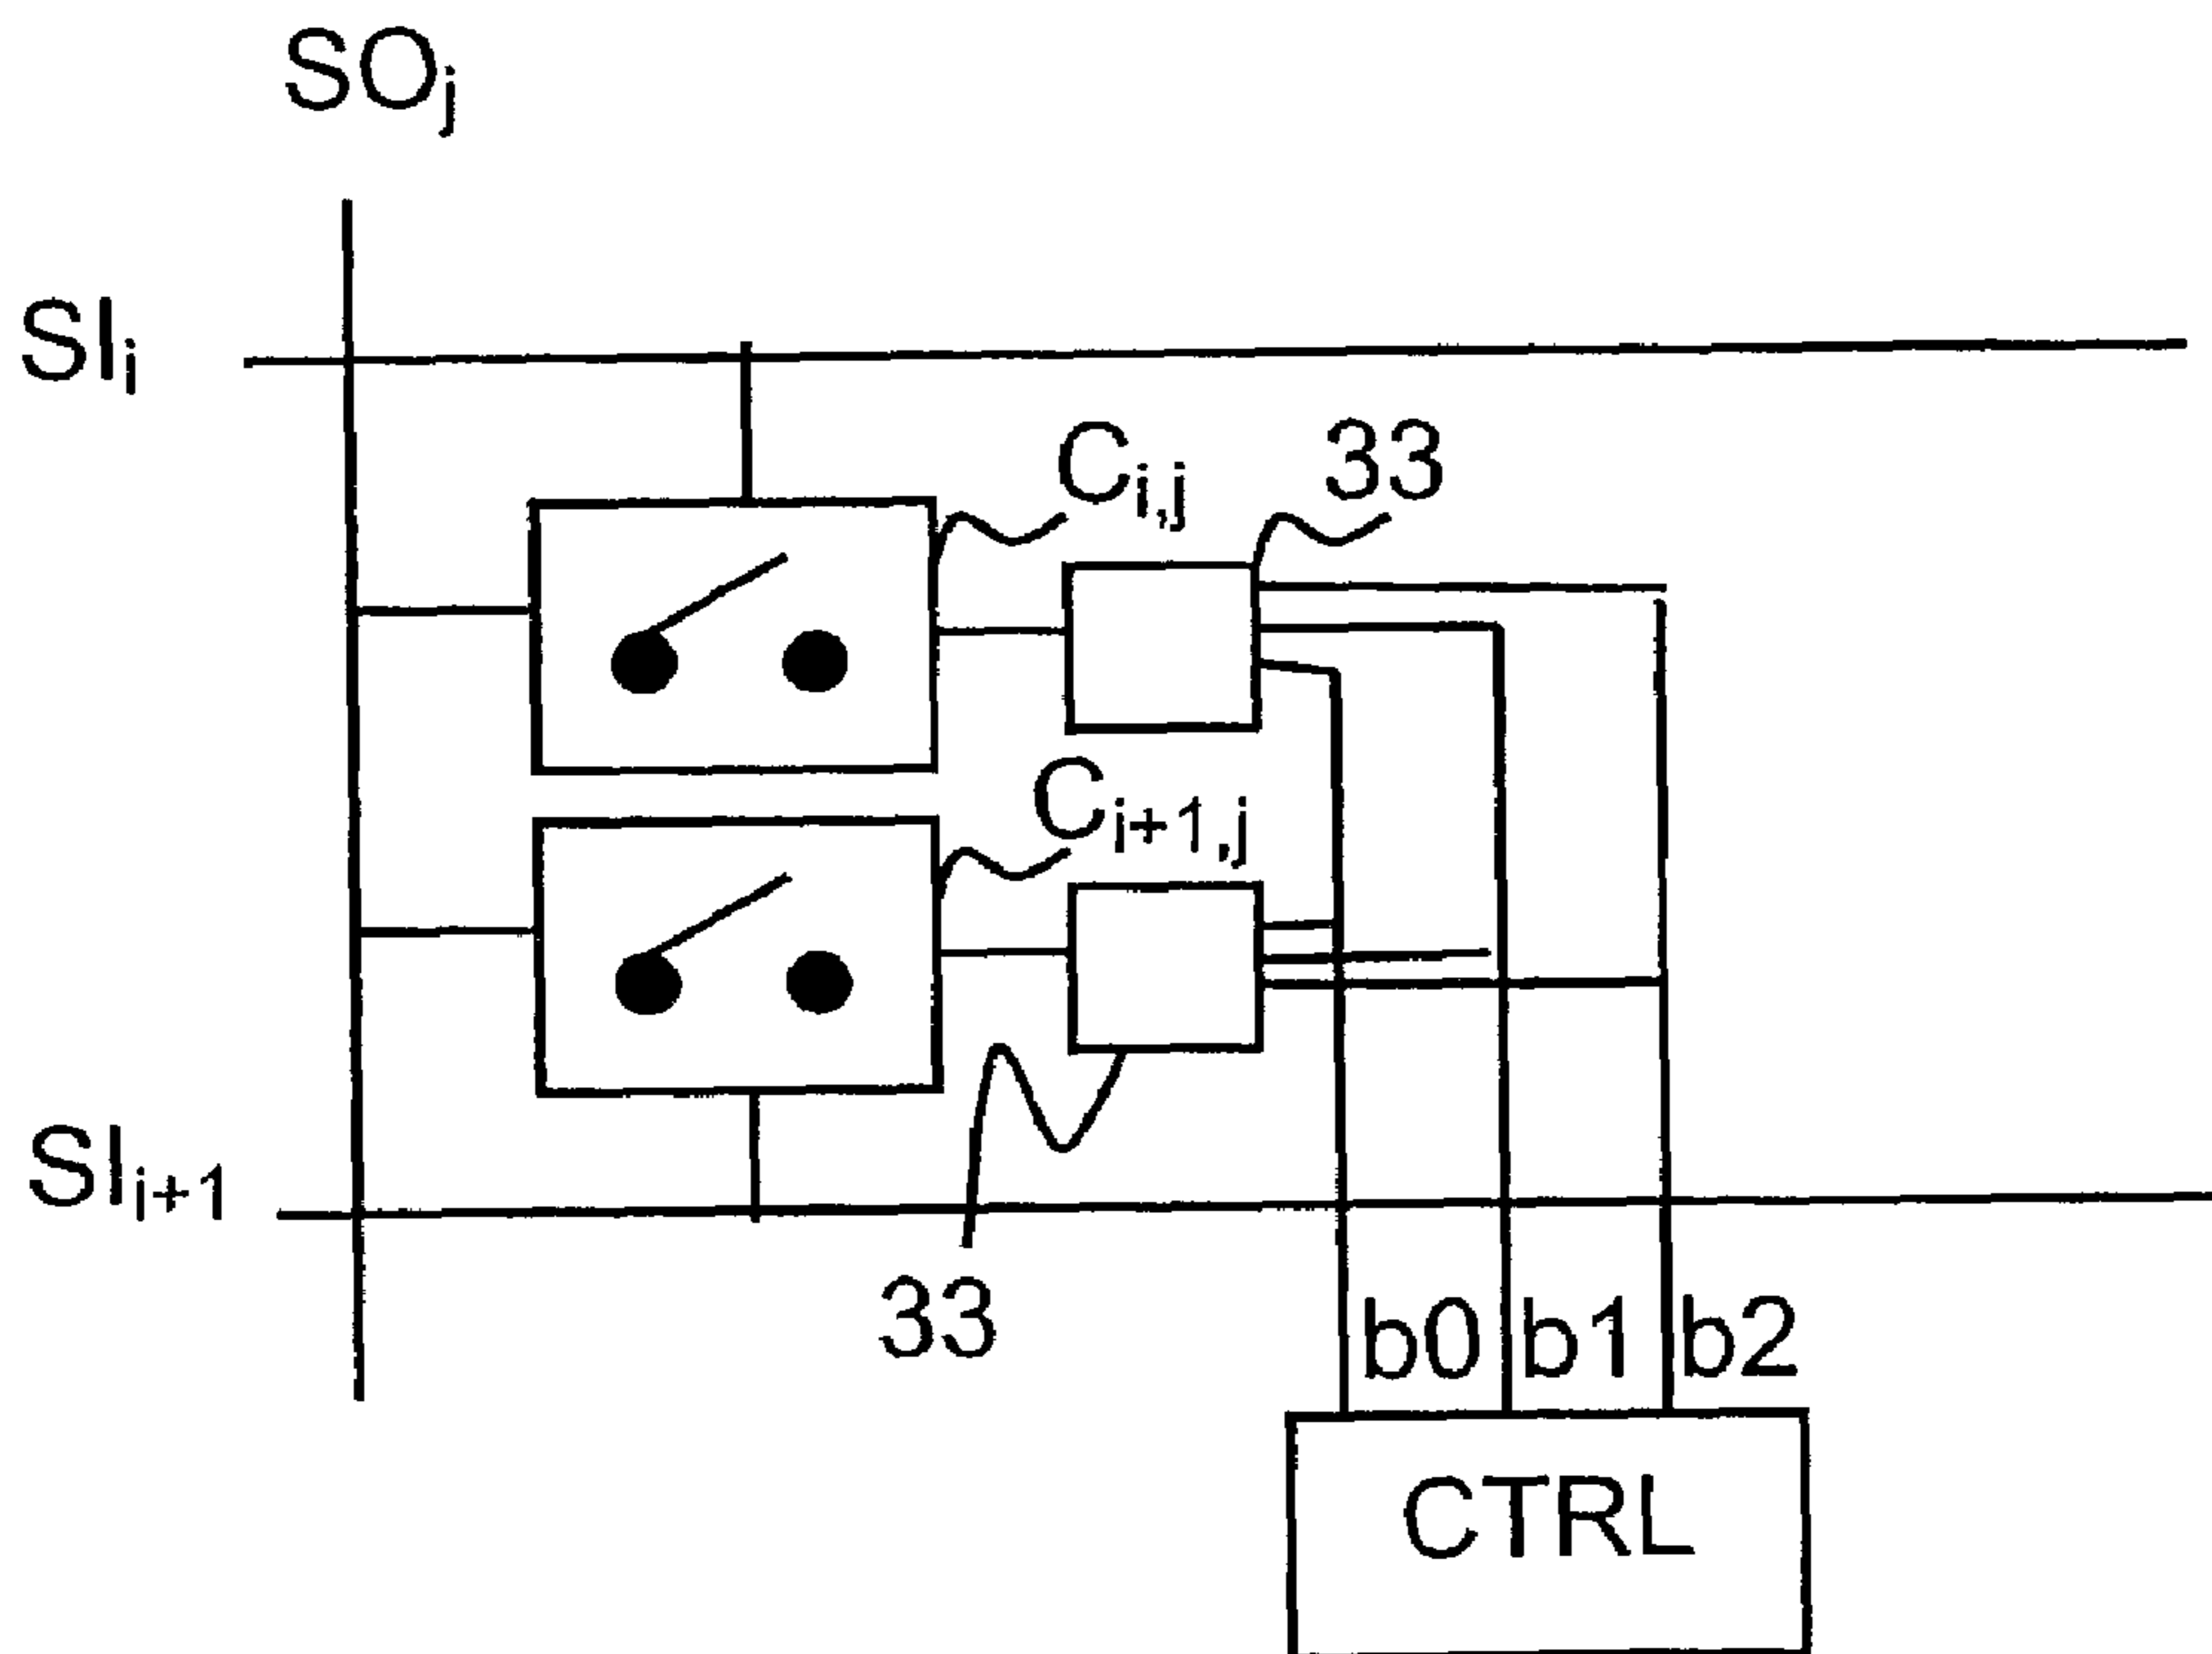 SOj
SIi
Ci,j
33
Ci+1,j
SIi+1
33
b0
b1
b2
CTRL